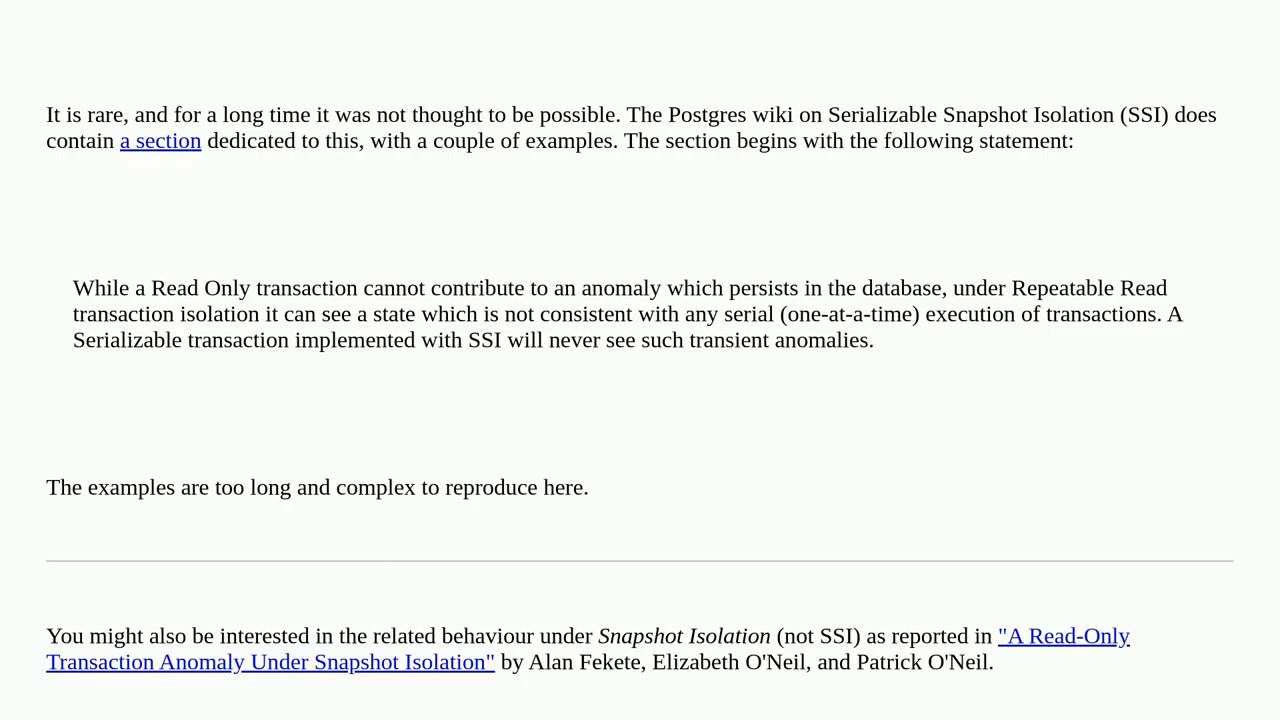 It is rare, and for a long time it was not thought to be possible. The Postgres wiki on Serializable Snapshot Isolation (SSI) does
contain a section dedicated to this, with a couple of examples. The section begins with the following statement:
While a Read Only transaction cannot contribute to an anomaly which persists in the database, under Repeatable Read
transaction isolation it can see a state which is not consistent with any serial (one-at-a-time) execution of transactions. A
Serializable transaction implemented with SSI will never see such transient anomalies.
The examples are too long and complex to reproduce here.
You might also be interested in the related behaviour under Snapshot Isolation (not SSI) as reported in "A Read-Only
Transaction Anomaly Under Snapshot Isolation" by Alan Fekete, Elizabeth O'Neil, and Patrick O'Neil.